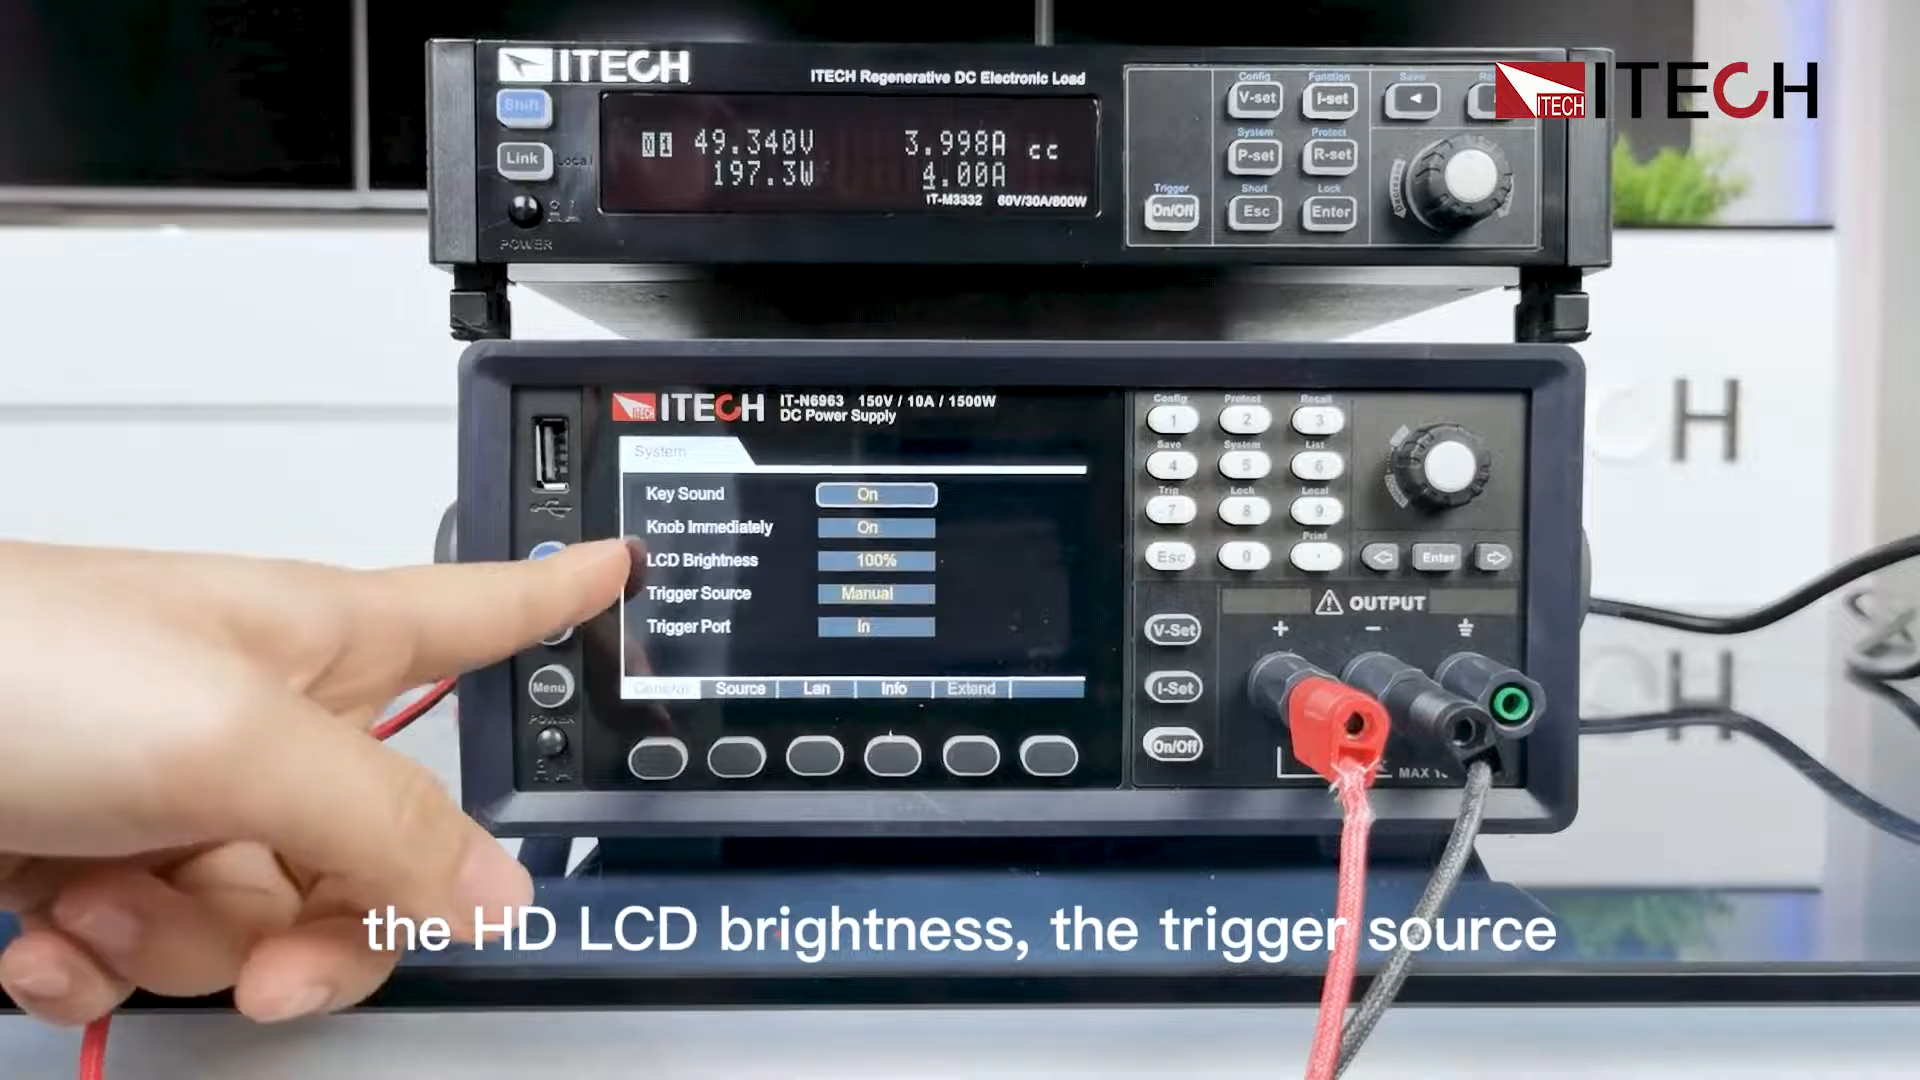 ITECH
ITECH Regenerative DC Electronic Load
Shift
Link
Local
POWER
01 49.340V 3.998A CC
197.3W 4.00A
IT-M3332 60V/30A/800W
Trigger
On/Off
Config
V-set
Function
I-set
Save
System
P-set
Protect
R-set
Short
Esc
Lock
Enter
ITECH
ITECH
ITECH
ITECH
IT-N6963 150V / 10A / 1500W
DC Power Supply
System
Key Sound On
Knob Immediately On
LCD Brightness 100%
Trigger Source Manual
Trigger Port In
General Source Lan Info Extend
Menu
POWER
Config Protect Recall
1 2 3
Save System List
4 5 6
Trig Lock Local
7 8 9
Print
Esc 0 .
Enter
V-Set
I-Set
On/Off
OUTPUT
+ −
MAX
H
H
the HD LCD brightness, the trigger source